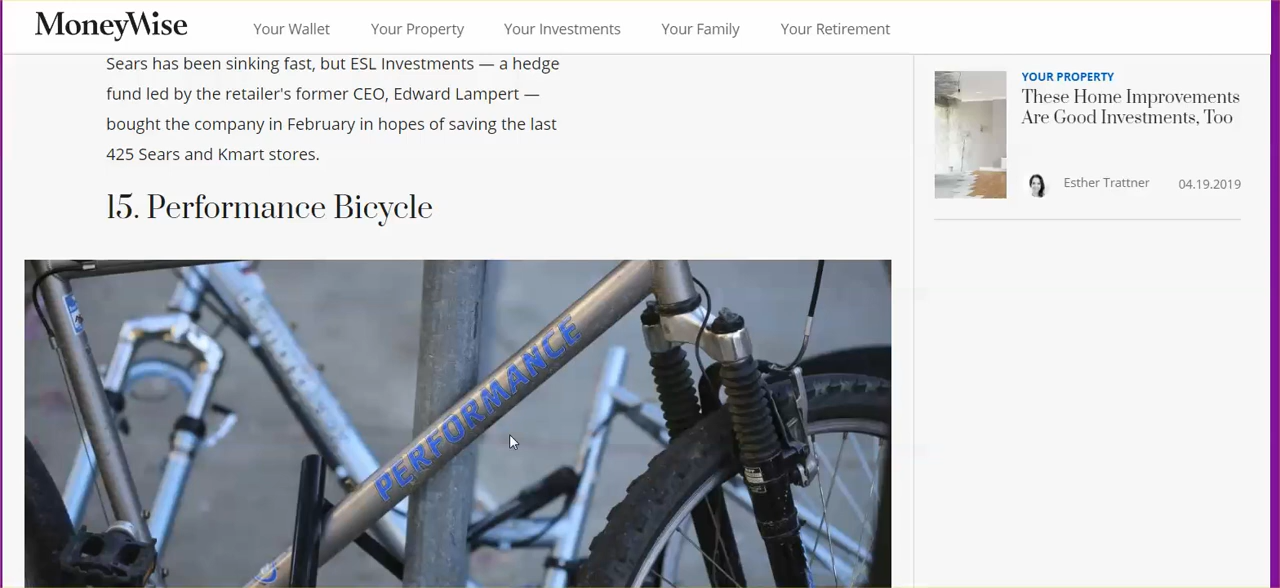 MoneyWise
Your Wallet
Your Property
Your Investments
Your Family
Your Retirement
Sears has been sinking fast, but ESL Investments — a hedge
fund led by the retailer's former CEO, Edward Lampert —
bought the company in February in hopes of saving the last
425 Sears and Kmart stores.
15. Performance Bicycle
PERFORMANCE
YOUR PROPERTY
These Home Improvements
Are Good Investments, Too
Esther Trattner
04.19.2019